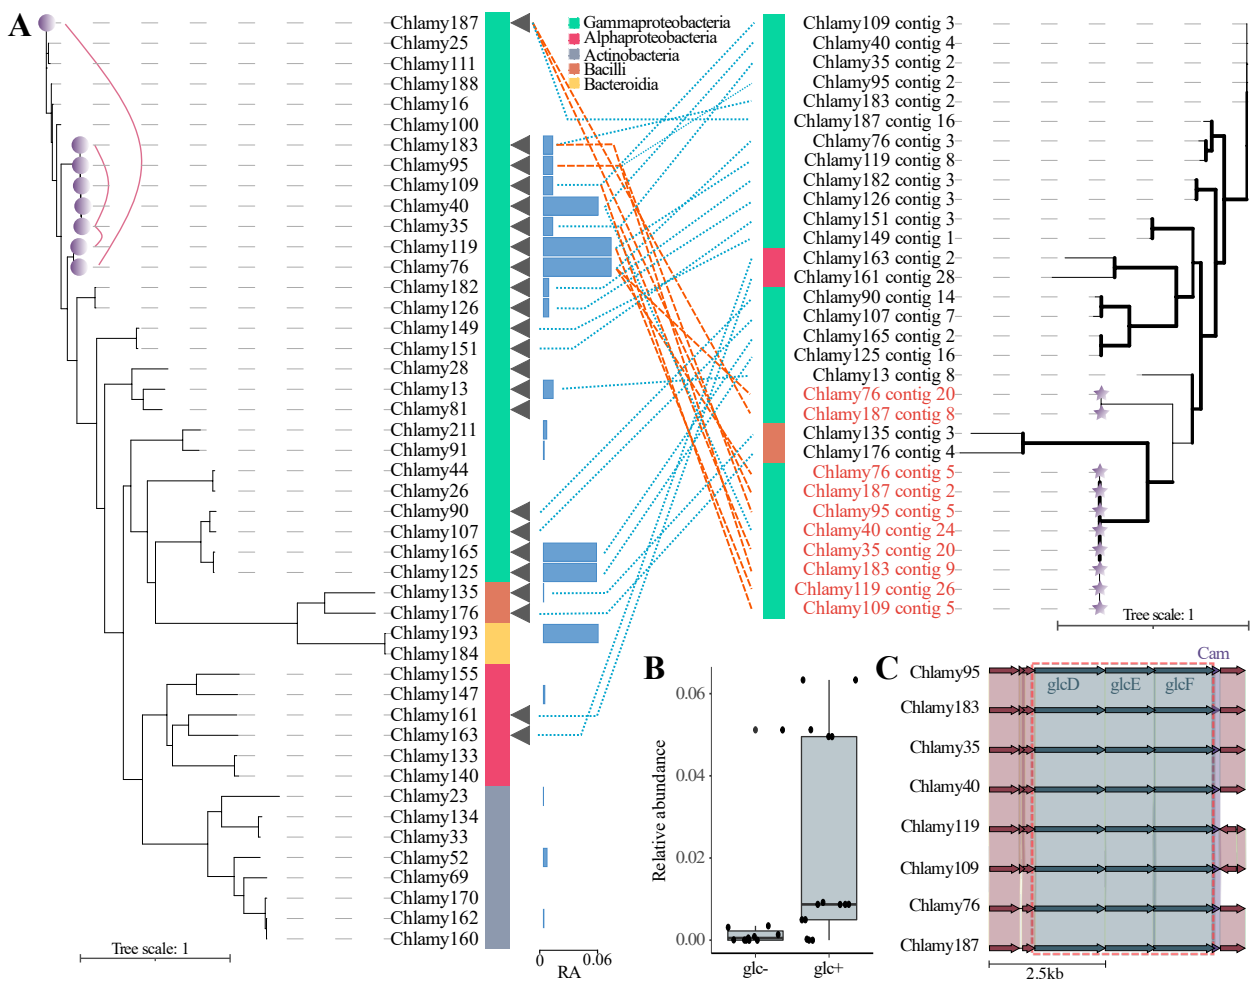 A
Chlamy187
Chlamy25
Chlamy111
Chlamy188
Chlamy16
Chlamy100
Chlamy183
Chlamy95
Chlamy109
Chlamy40
Chlamy35
Chlamy119
Chlamy76
Chlamy182
Chlamy126
Chlamy149
Chlamy151
Chlamy28
Chlamy13
Chlamy81
Chlamy211
Chlamy91
Chlamy44
Chlamy26
Chlamy90
Chlamy107
Chlamy165
Chlamy125
Chlamy135
Chlamy176
Chlamy193
Chlamy184
Chlamy155
Chlamy147
Chlamy161
Chlamy163
Chlamy133
Chlamy140
Chlamy23
Chlamy134
Chlamy33
Chlamy52
Chlamy69
Chlamy170
Chlamy162
Chlamy160
Tree scale: 1
0 0.06
RA
Gammaproteobacteria
Alphaproteobacteria
Actinobacteria
Bacilli
Bacteroidia
Chlamy109 contig 3
Chlamy40 contig 4
Chlamy35 contig 2
Chlamy95 contig 2
Chlamy183 contig 2
Chlamy187 contig 16
Chlamy76 contig 3
Chlamy119 contig 8
Chlamy182 contig 3
Chlamy126 contig 3
Chlamy151 contig 3
Chlamy149 contig 1
Chlamy163 contig 2
Chlamy161 contig 28
Chlamy90 contig 14
Chlamy107 contig 7
Chlamy165 contig 2
Chlamy125 contig 16
Chlamy13 contig 8
Chlamy76 contig 20
Chlamy187 contig 8
Chlamy135 contig 3
Chlamy176 contig 4
Chlamy76 contig 5
Chlamy187 contig 2
Chlamy95 contig 5
Chlamy40 contig 24
Chlamy35 contig 20
Chlamy183 contig 9
Chlamy119 contig 26
Chlamy109 contig 5
Tree scale: 1
B
Relative abundance
0.06
0.04
0.02
0.00
glc- glc+
C
Cam
glcD glcE glcF
Chlamy95
Chlamy183
Chlamy35
Chlamy40
Chlamy119
Chlamy109
Chlamy76
Chlamy187
2.5kb